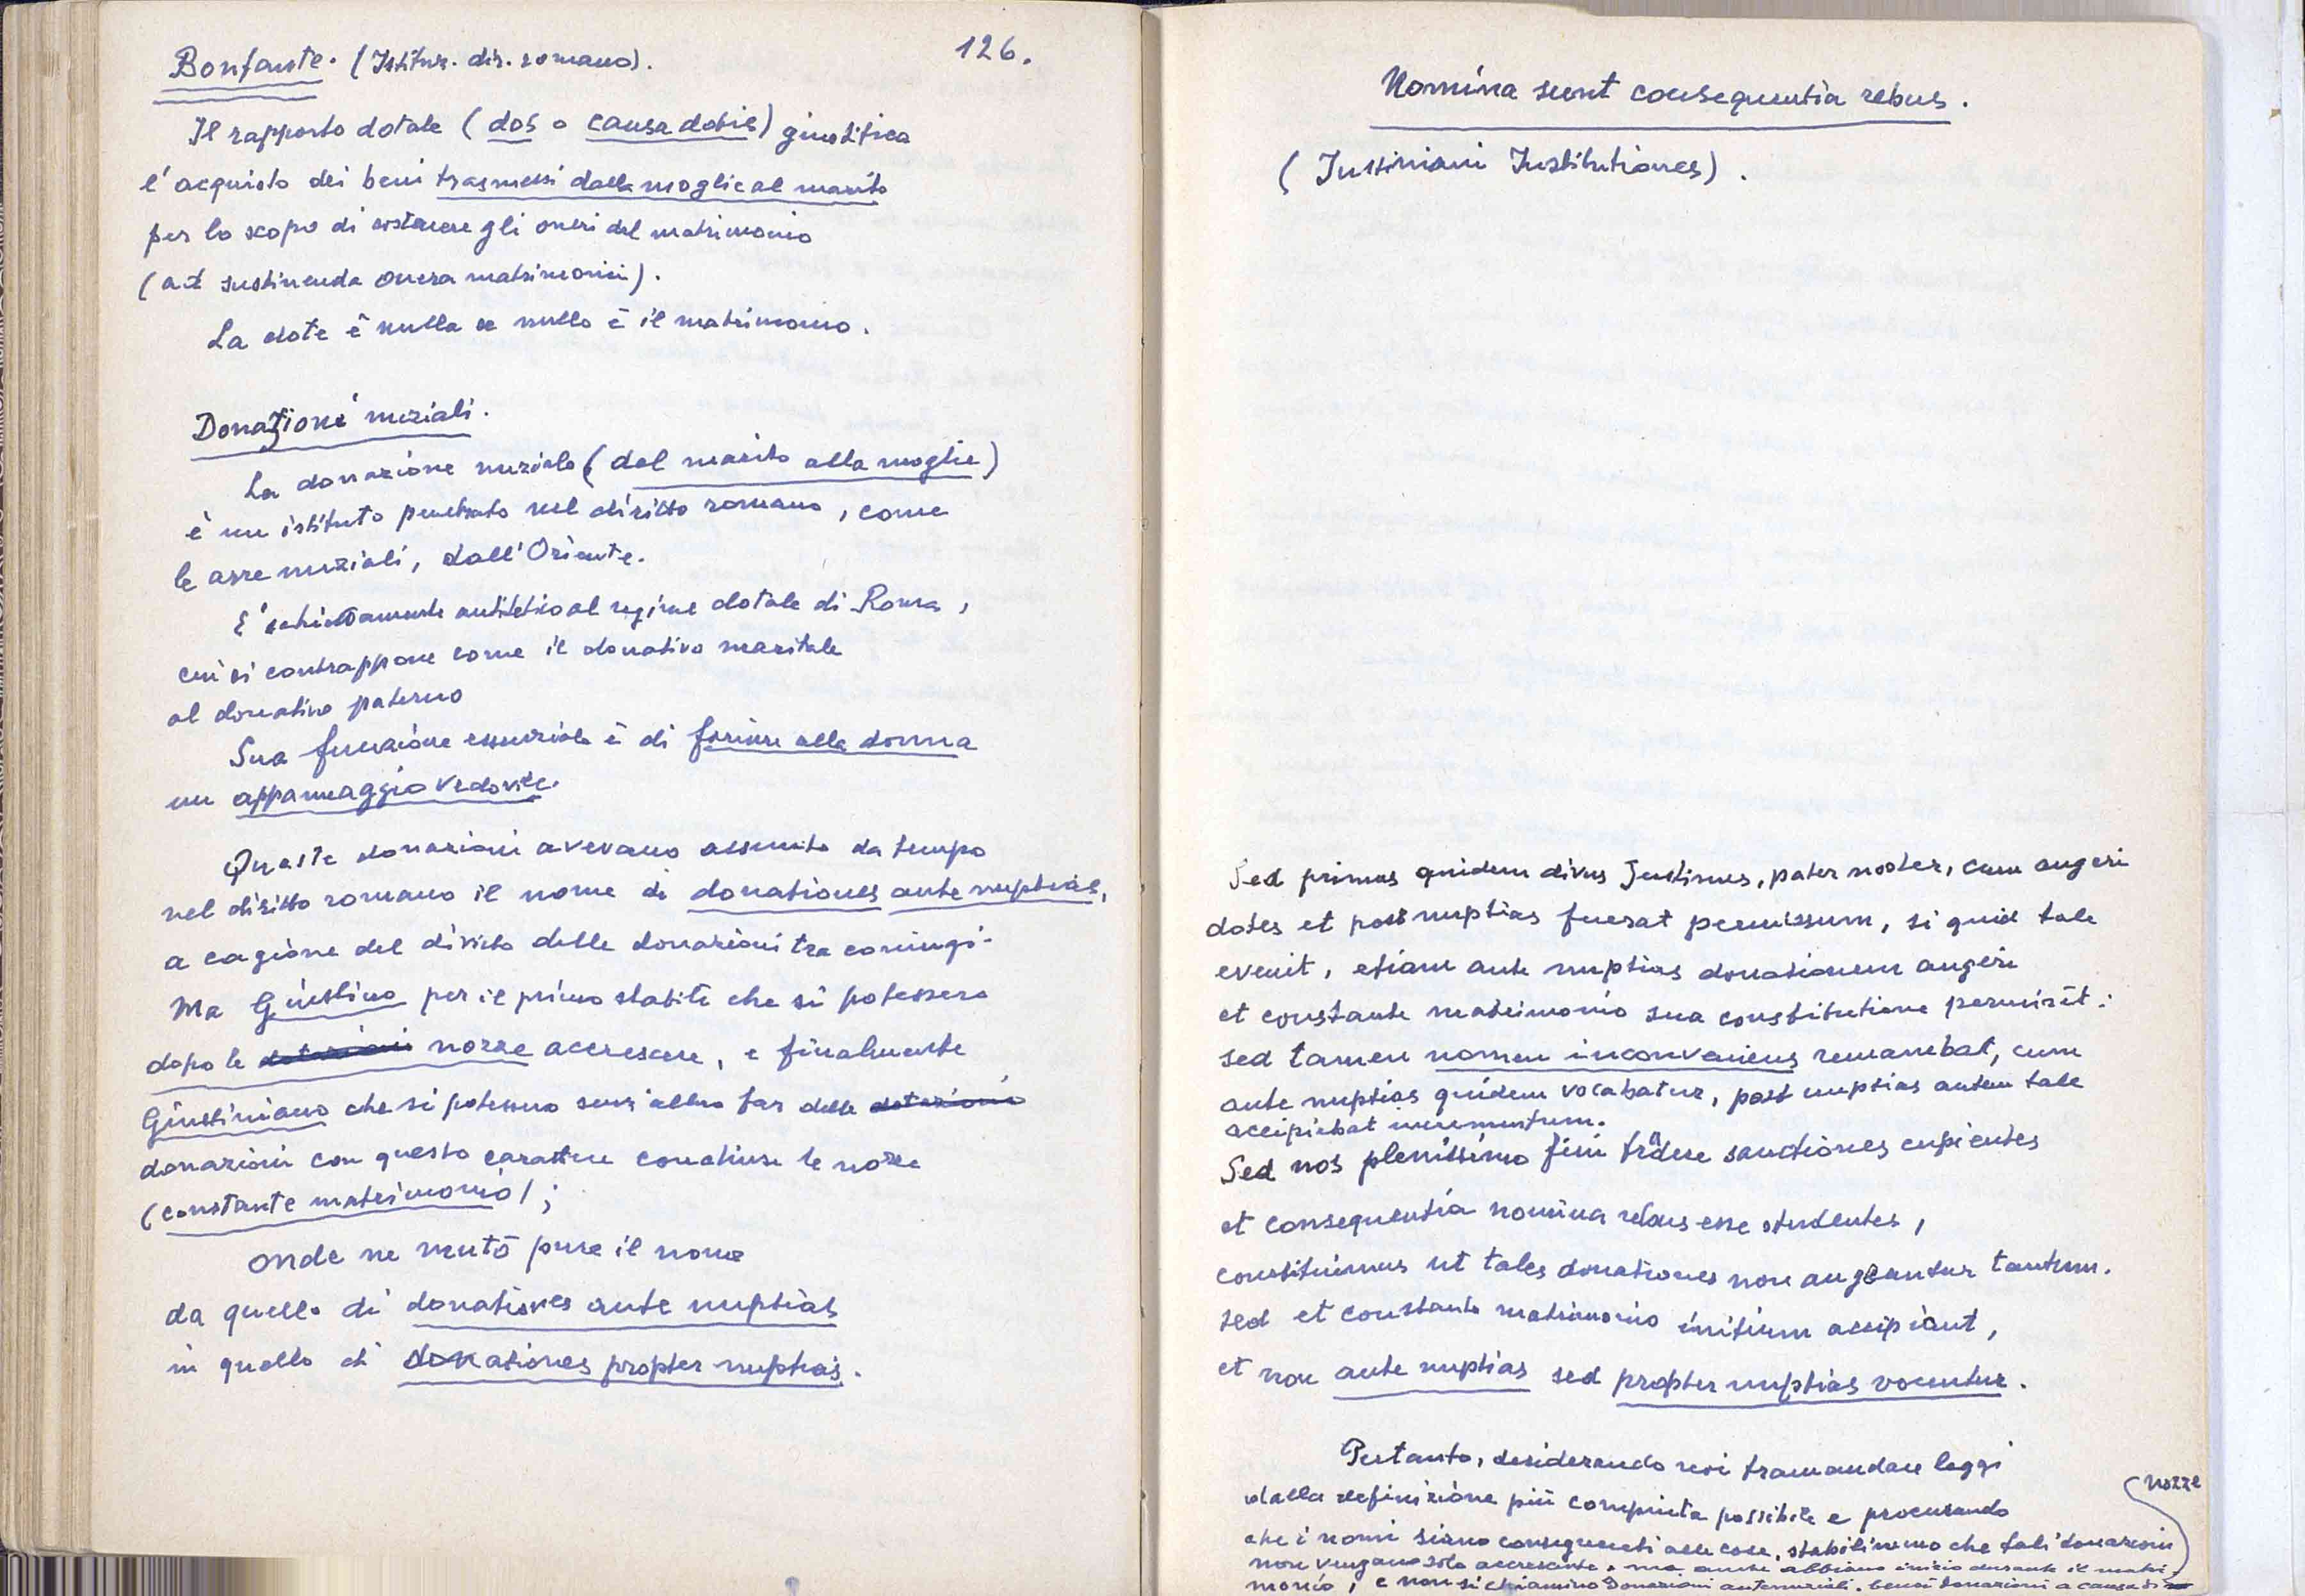 126.
Bonfante. (Istituz. dir. romano).
Il rapporto dotale (dos o causa dotis) giustifica
l'acquisto dei beni trasmessi dalla moglie al marito
per lo scopo di sostenere gli oneri del matrimonio
(ad sustinenda onera matrimonii).
La dote è nulla se nullo è il matrimonio.
Donazioni nuziali.
La donazione nuziale (dal marito alla moglie)
è un istituto penetrato nel diritto romano, come
le arre nuziali, dall'Oriente.
E' schiettamente antitetico al regime dotale di Roma,
cui si contrappone come il donativo maritale
al donativo paterno
Sua funzione essenziale è di fornire alla donna
un appannaggio vedovile.
Queste donazioni avevano assunto da tempo
nel diritto romano il nome di donationes ante nuptias,
a cagione del divieto delle donazioni tra coniugi.
Ma Giustino per il primo stabilì che si potessero
dopo le dotazioni nozze accrescere, e finalmente
Giustiniano che si potessero senz'altro far delle dotazioni
donazioni con questo carattere conchiuse le nozze
(constante matrimonio);
onde ne mutò pure il nome
da quello di donationes ante nuptias
in quello di donationes propter nuptias.
Nomina sunt consequentia rebus.
(Justiniani Institutiones).
Sed primus quidem divus Justinus, pater noster, cum augeri
dotes et post nuptias fuerat permissum, si quid tale
evenit, etiam ante nuptias donationem augeri
et constante matrimonio sua constitutione permisit:
sed tamen nomen inconveniens remanebat, cum
ante nuptias quidem vocabatur, post nuptias autem tale
accipiebat incrementum.
Sed nos plenissimo fini tradere sanctiones cupientes
et consequentia nomina rebus esse studentes,
constituimus ut tales donationes non augeantur tantum.
sed et constante matrimonio initium accipiant,
et non ante nuptias sed propter nuptias vocentur.
Pertanto, desiderando noi tramandare leggi
dalla definizione più compiuta possibile e procurando
che i nomi siano conseguenti alle cose, stabiliremo che tali donazioni
non vengano solo accresciute, ma anche abbiano inizio durante il matri-
monio, e non si chiamino donazioni antenuziali, bensì donazioni a causa di
nozze